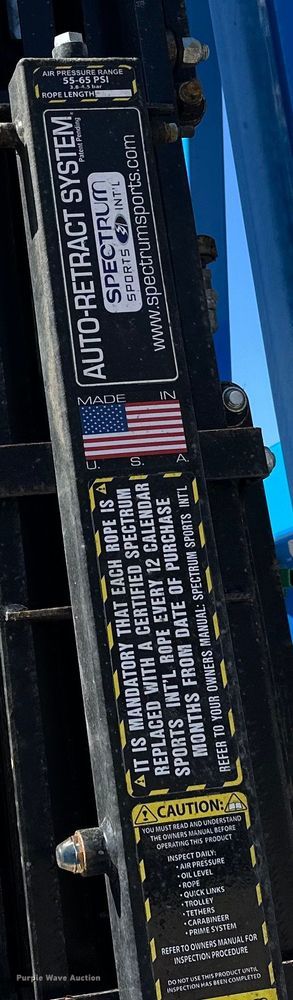 AIR PRESSURE RANGE
55-65 PSI
3.8-4.5 bar
ROPE LENGTH
AUTO-RETRACT SYSTEM
Patent Pending
SPECTRUM
SPORTS INT'L
www.spectrumsports.com
MADE IN
U. S. A.
IT IS MANDATORY THAT EACH ROPE IS
REPLACED WITH A CERTIFIED SPECTRUM
SPORTS INT'L ROPE EVERY 12 CALENDAR
MONTHS FROM DATE OF PURCHASE
REFER TO YOUR OWNERS MANUAL: SPECTRUM SPORTS INT'L
CAUTION:
YOU MUST READ AND UNDERSTAND
THE OWNERS MANUAL BEFORE
OPERATING THIS PRODUCT
INSPECT DAILY:
• AIR PRESSURE
• OIL LEVEL
• ROPE
• QUICK LINKS
• TROLLEY
• TETHERS
• CARABINEER
• PRIME SYSTEM
REFER TO OWNERS MANUAL FOR
INSPECTION PROCEDURE
DO NOT USE THIS PRODUCT UNTIL
INSPECTION HAS BEEN COMPLETED
Purple Wave Auction